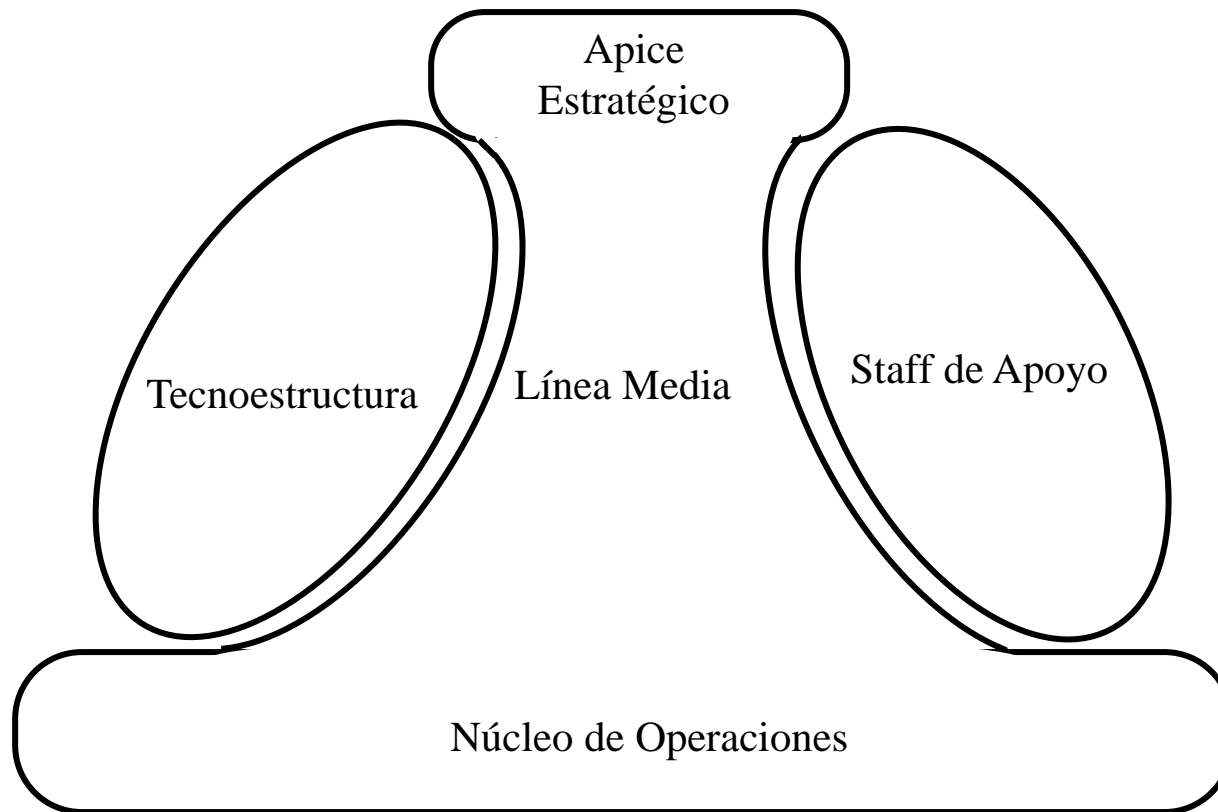 Apice
Estratégico
Tecnoestructura
Línea Media
Staff de Apoyo
Núcleo de Operaciones